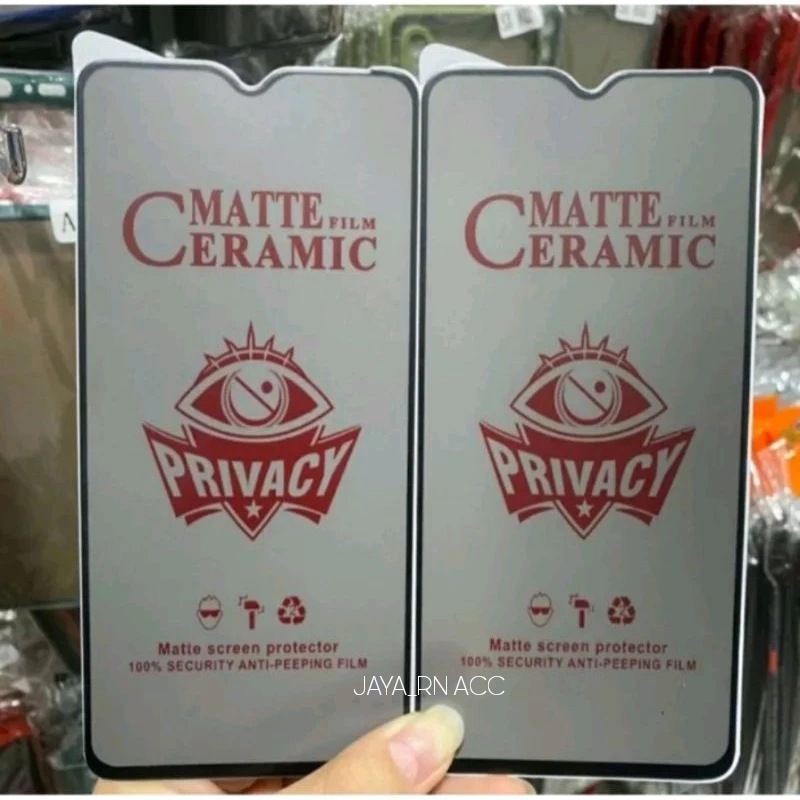 MATTE FILM
CERAMIC
PRIVACY
Matte screen protector
100% SECURITY ANTI-PEEPING FILM
MATTE FILM
CERAMIC
PRIVACY
Matte screen protector
100% SECURITY ANTI-PEEPING FILM
JAYA_RN ACC